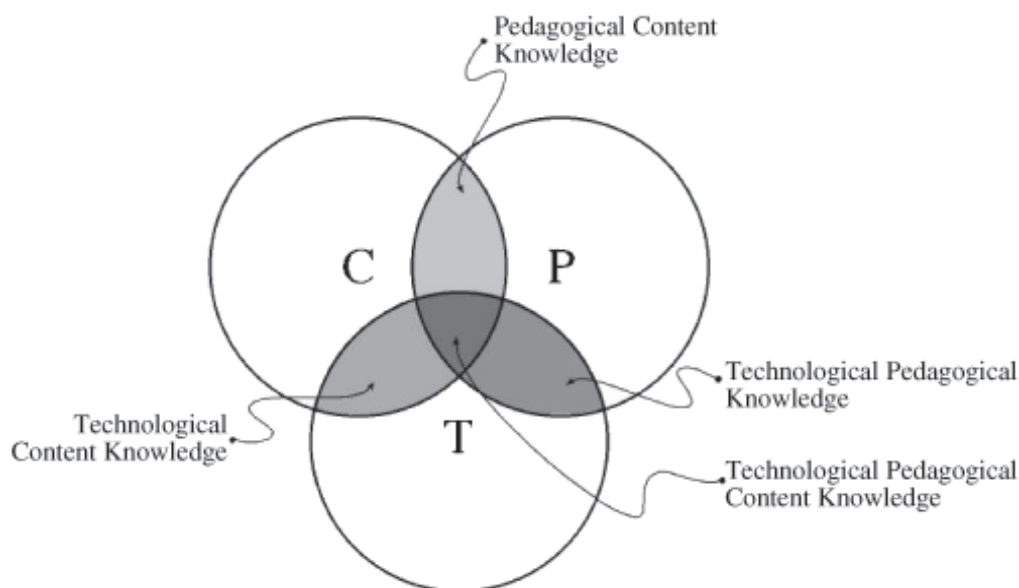 Pedagogical Content
Knowledge
C
P
Technological Pedagogical
Knowledge
Technological
Content Knowledge
T
Technological Pedagogical
Content Knowledge